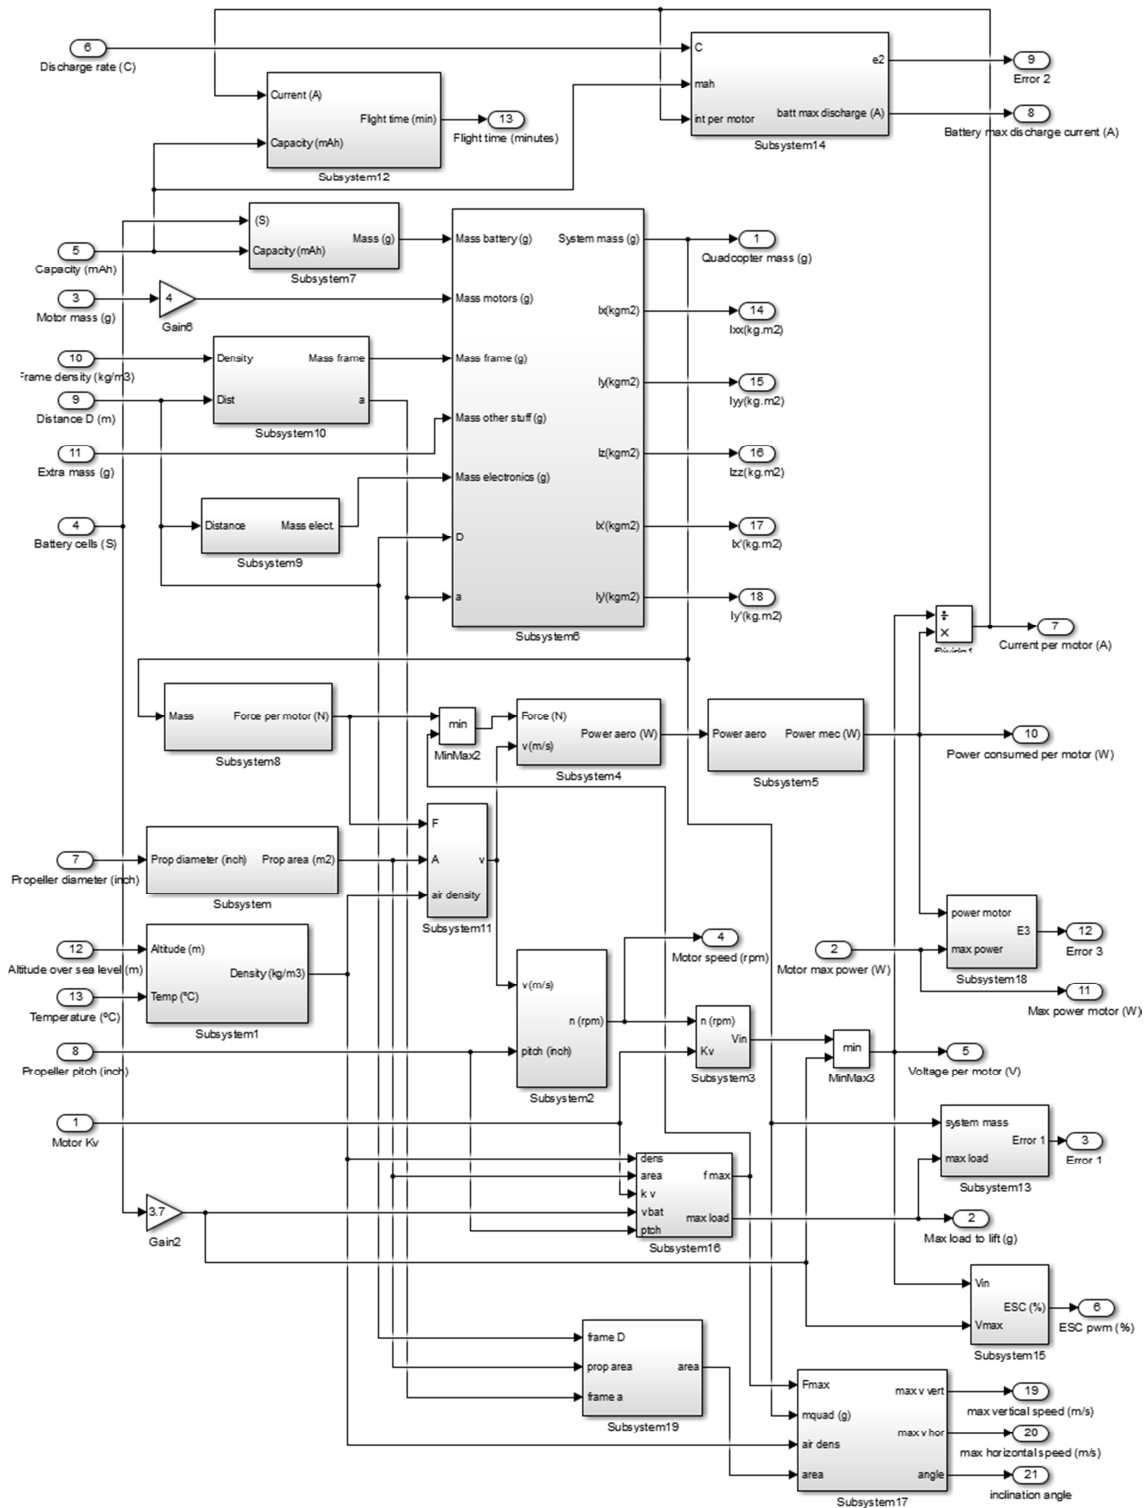 6
Discharge rate (C)
Current (A)
Capacity (mAh)
Flight time (min)
Subsystem12
13
Flight time (minutes)
C
mah
int per motor
e2
batt max discharge (A)
Subsystem14
9
Error 2
8
Battery max discharge current (A)
(S)
Capacity (mAh)
Mass (g)
Subsystem7
5
Capacity (mAh)
3
Motor mass (g)
4
Gain6
10
Frame density (kg/m3)
9
Distance D (m)
Density
Dist
Mass frame
a
Subsystem10
11
Extra mass (g)
4
Battery cells (S)
Distance
Mass elect.
Subsystem9
Mass battery (g)
Mass motors (g)
Mass frame (g)
Mass other stuff (g)
Mass electronics (g)
D
a
System mass (g)
Ix(kgm2)
Iy(kgm2)
Iz(kgm2)
Ix'(kgm2)
Iy'(kgm2)
Subsystem6
1
Quadcopter mass (g)
14
Ixx(kg.m2)
15
Iyy(kg.m2)
16
Izz(kg.m2)
17
Ix'(kg.m2)
18
Iy'(kg.m2)
÷
×
7
Current per motor (A)
Mass
Force per motor (N)
Subsystem8
min
MinMax2
Force (N)
v(m/s)
Power aero (W)
Subsystem4
Power aero
Power mec (W)
Subsystem5
10
Power consumed per motor (W)
7
Propeller diameter (inch)
Prop diameter (inch)
Prop area (m2)
Subsystem
F
A
air density
v
Subsystem11
12
Altitude over sea level (m)
13
Temperature (ºC)
Altitude (m)
Temp (ºC)
Density (kg/m3)
Subsystem1
8
Propeller pitch (inch)
v(m/s)
pitch (inch)
n (rpm)
Subsystem2
4
Motor speed (rpm)
n (rpm)
Kv
Vin
Subsystem3
min
MinMax3
2
Motor max power (W)
power motor
max power
E3
Subsystem18
12
Error 3
11
Max power motor (W)
5
Voltage per motor (V)
1
Motor Kv
3.7
Gain2
dens
area
kv
vbat
ptch
f max
max load
Subsystem16
system mass
max load
Error 1
Subsystem13
3
Error 1
2
Max load to lift (g)
Vin
Vmax
ESC (%)
Subsystem15
6
ESC pwm (%)
frame D
prop area
frame a
area
Subsystem19
Fmax
mquad (g)
air dens
area
max v vert
max v hor
angle
Subsystem17
19
max vertical speed (m/s)
20
max horizontal speed (m/s)
21
inclination angle